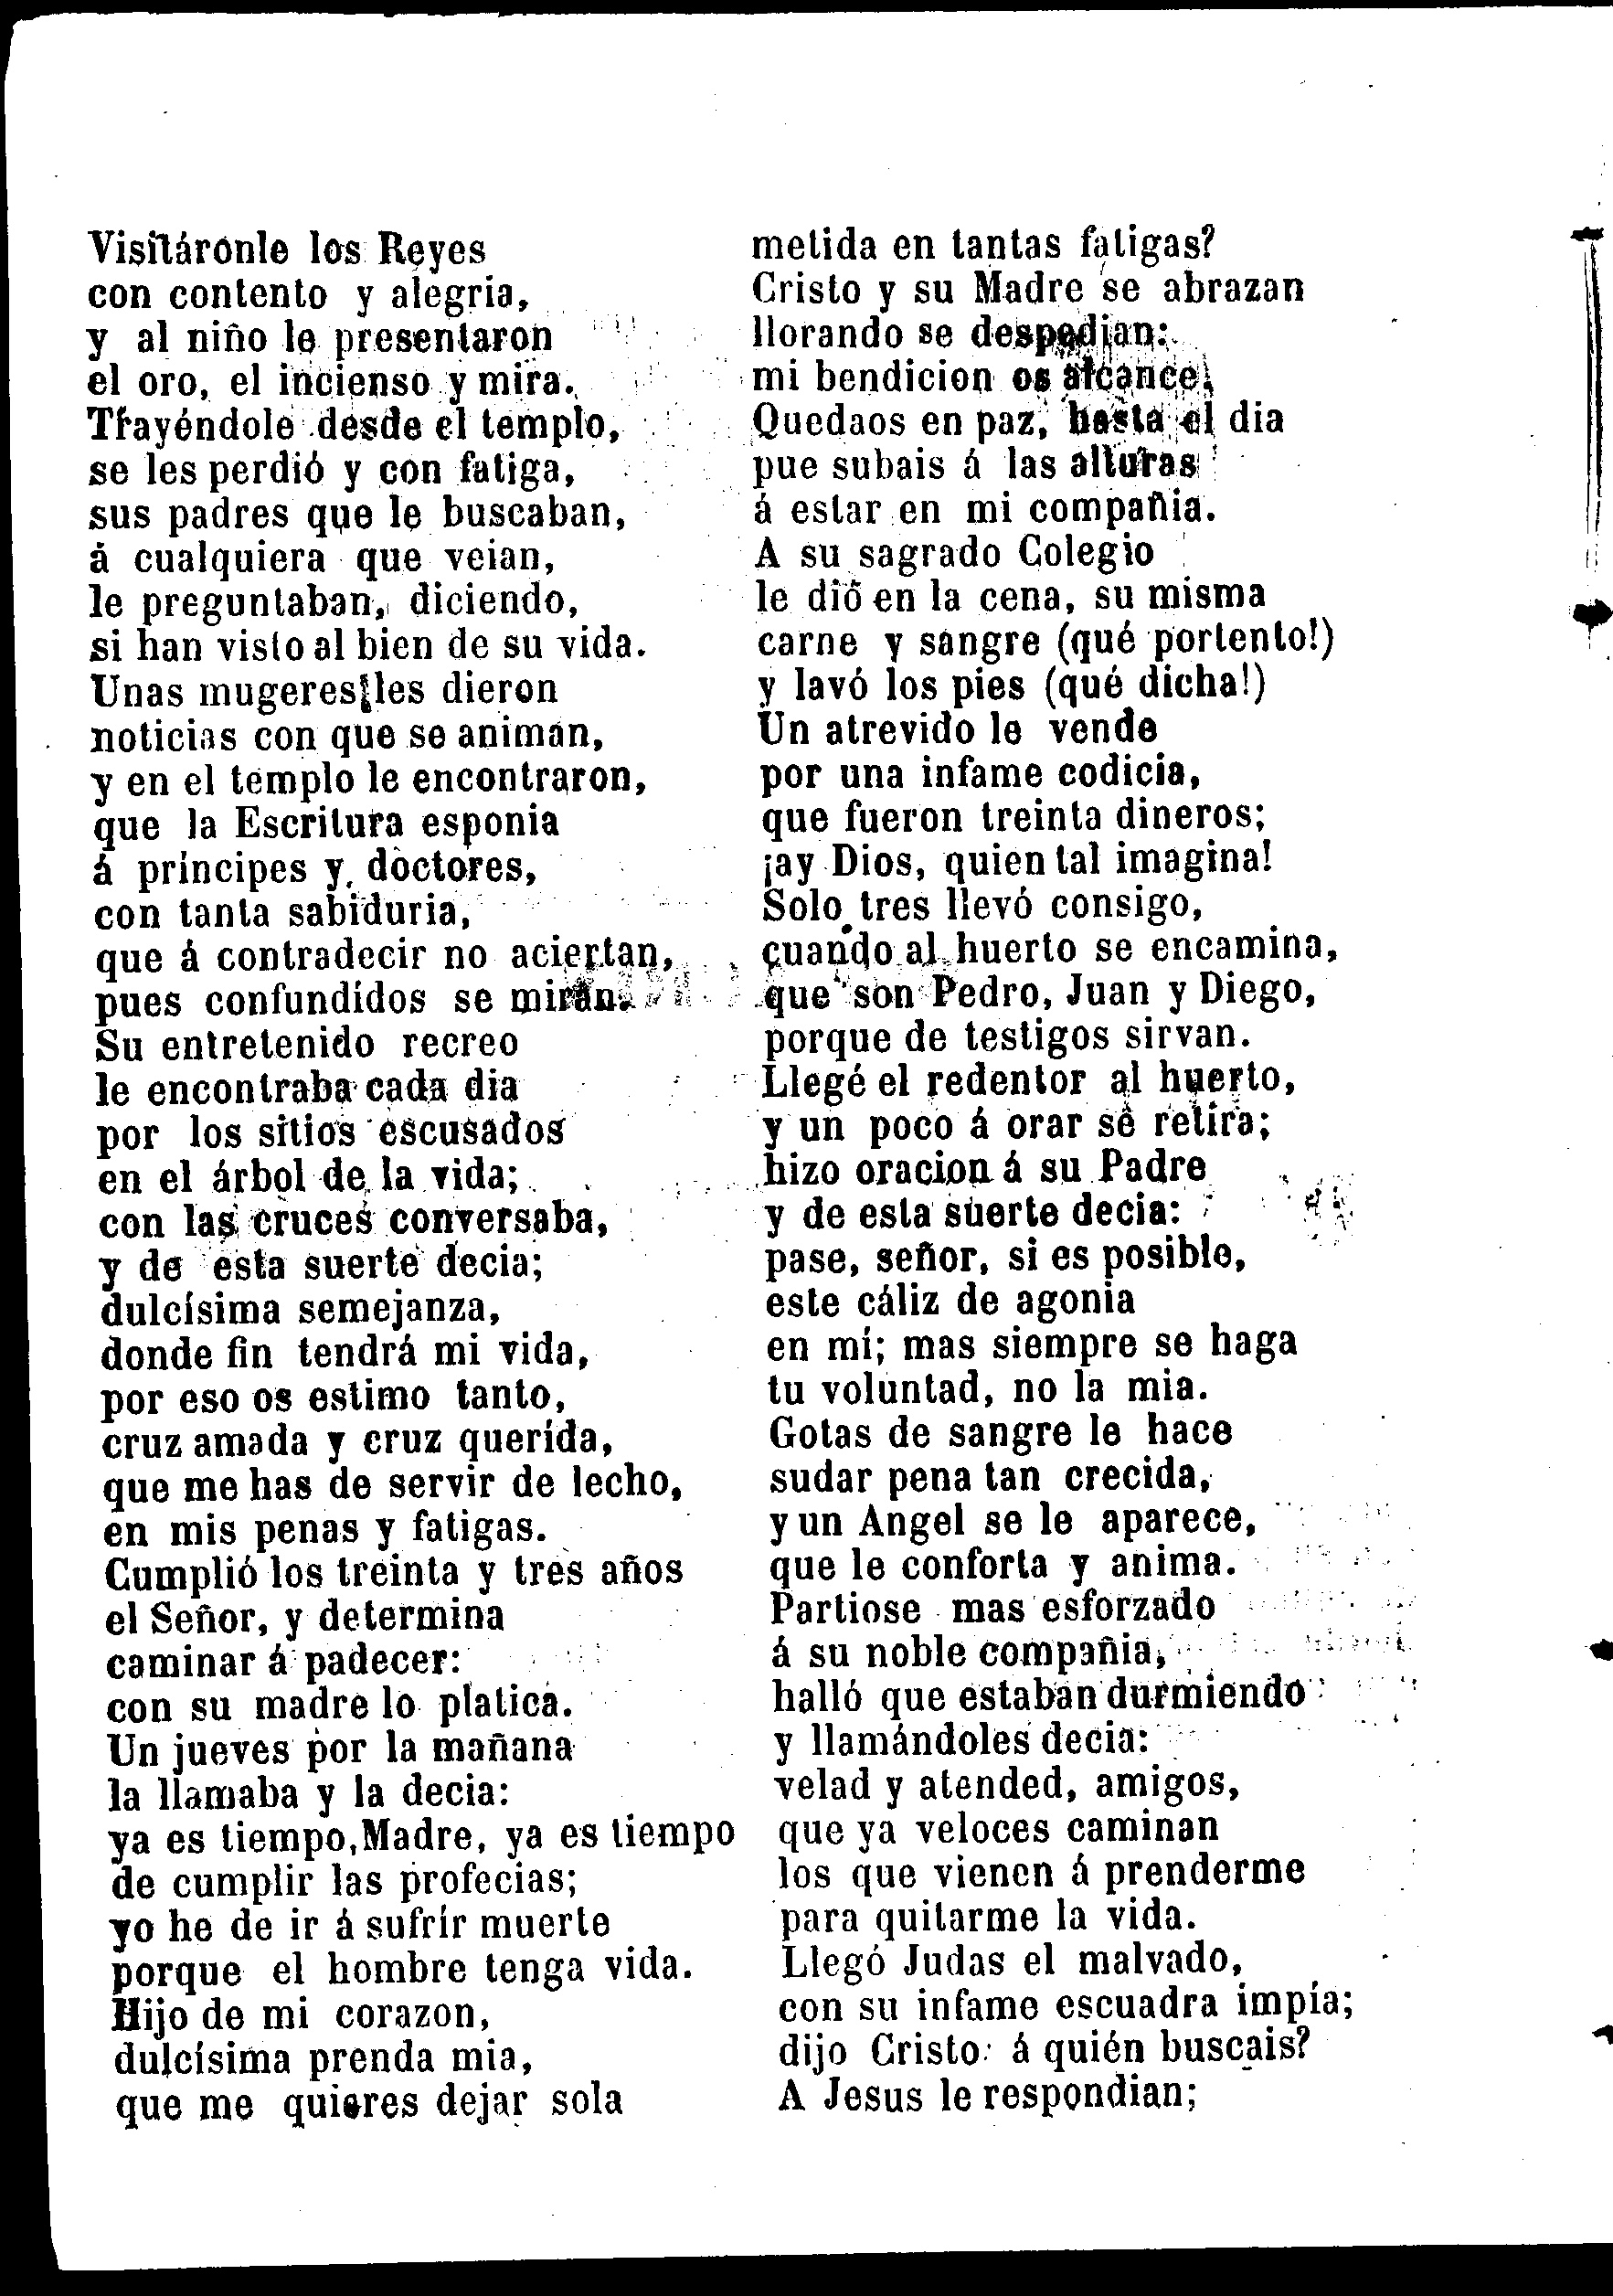 Visitáronle los Reyes
con contento y alegria,
y al niño le presentaron
el oro, el incienso y mira.
Trayéndole desde el templo,
se les perdió y con fatiga,
sus padres que le buscaban,
á cualquiera que veian,
le preguntaban, diciendo,
si han visto al bien de su vida.
Unas mugeres les dieron
noticias con que se animan,
y en el templo le encontraron,
que la Escritura esponia
á príncipes y doctores,
con tanta sabiduria,
que á contradecir no aciertan,
pues confundidos se miran.
Su entretenido recreo
le encontraba cada dia
por los sitios escusados
en el árbol de la vida;
con las cruces conversaba,
y de esta suerte decia;
dulcísima semejanza,
donde fin tendrá mi vida,
por eso os estimo tanto,
cruz amada y cruz querida,
que me has de servir de lecho,
en mis penas y fatigas.
Cumplió los treinta y tres años
el Señor, y determina
caminar á padecer:
con su madre lo platica.
Un jueves por la mañana
la llamaba y la decia:
ya es tiempo, Madre, ya es tiempo
de cumplir las profecias;
yo he de ir á sufrir muerte
porque el hombre tenga vida.
Hijo de mi corazon,
dulcísima prenda mia,
que me quieres dejar sola
metida en tantas fatigas?
Cristo y su Madre se abrazan
llorando se despedian:
mi bendicion os alcance,
Quedaos en paz, hasta el dia
pue subais á las alturas
á estar en mi compañia.
A su sagrado Colegio
le dió en la cena, su misma
carne y sangre (qué portento!)
y lavó los pies (qué dicha!)
Un atrevido le vende
por una infame codicia,
que fueron treinta dineros;
¡ay Dios, quien tal imagina!
Solo tres llevó consigo,
cuando al huerto se encamina,
que son Pedro, Juan y Diego,
porque de testigos sirvan.
Llegé el redentor al huerto,
y un poco á orar se retira;
hizo oracion á su Padre
y de esta suerte decia:
pase, señor, si es posible,
este cáliz de agonia
en mí; mas siempre se haga
tu voluntad, no la mia.
Gotas de sangre le hace
sudar pena tan crecida,
y un Angel se le aparece,
que le conforta y anima.
Partiose mas esforzado
á su noble compañia,
halló que estaban durmiendo
y llamándoles decia:
velad y atended, amigos,
que ya veloces caminan
los que vienen á prenderme
para quitarme la vida.
Llegó Judas el malvado,
con su infame escuadra impía;
dijo Cristo: á quién buscais?
A Jesus le respondian;